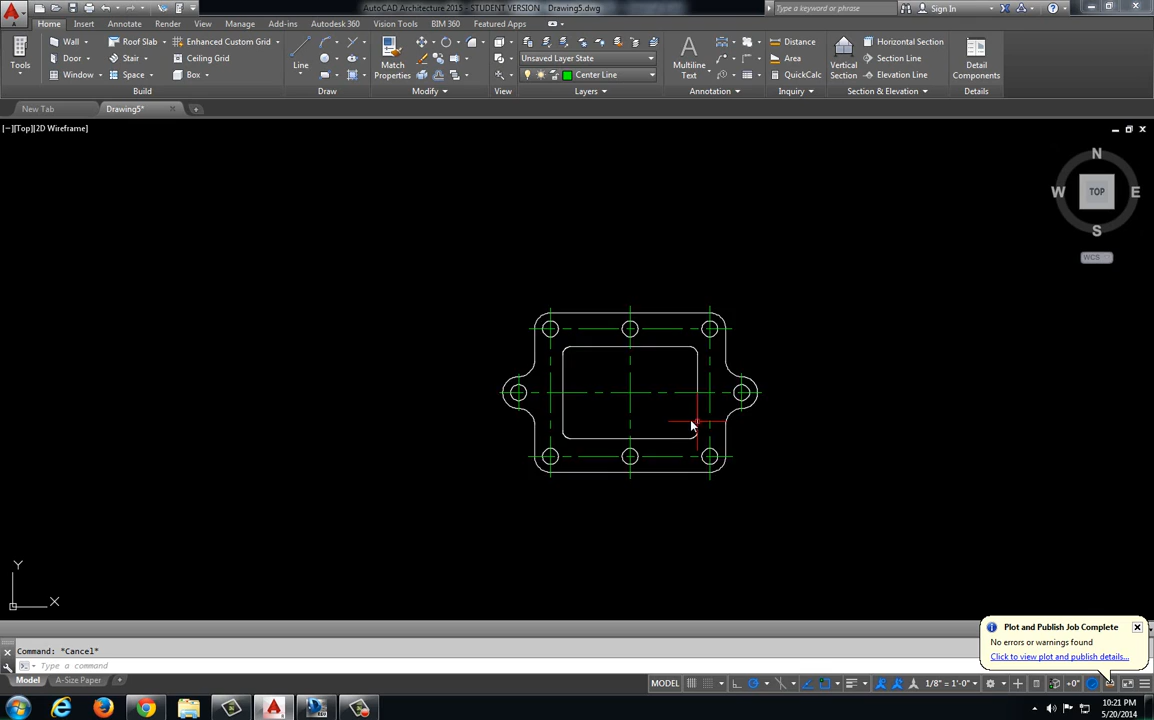 AutoCAD Architecture 2015 - STUDENT VERSION Drawing5.dwg
Type a keyword or phrase
Sign In
Home Insert Annotate Render View Manage Add-ins Autodesk 360 Vision Tools BIM 360 Featured Apps
Wall Roof Slab Enhanced Custom Grid
Door Stair Ceiling Grid
Window Space Box
Tools
Build
Line
Draw
Match
Properties
Modify
View
Unsaved Layer State
Center Line
Layers
Multiline
Text
Annotation
Distance
Area
QuickCalc
Inquiry
Vertical
Section
Horizontal Section
Section Line
Elevation Line
Section & Elevation
Detail
Components
Details
New Tab Drawing5*
[−][Top][2D Wireframe]
N
W TOP E
S
WCS
Y
X
Plot and Publish Job Complete
No errors or warnings found
Click to view plot and publish details...
Command: *Cancel*
Type a command
Model A-Size Paper
MODEL 1/8" = 1'-0" +0"
10:21 PM
5/20/2014